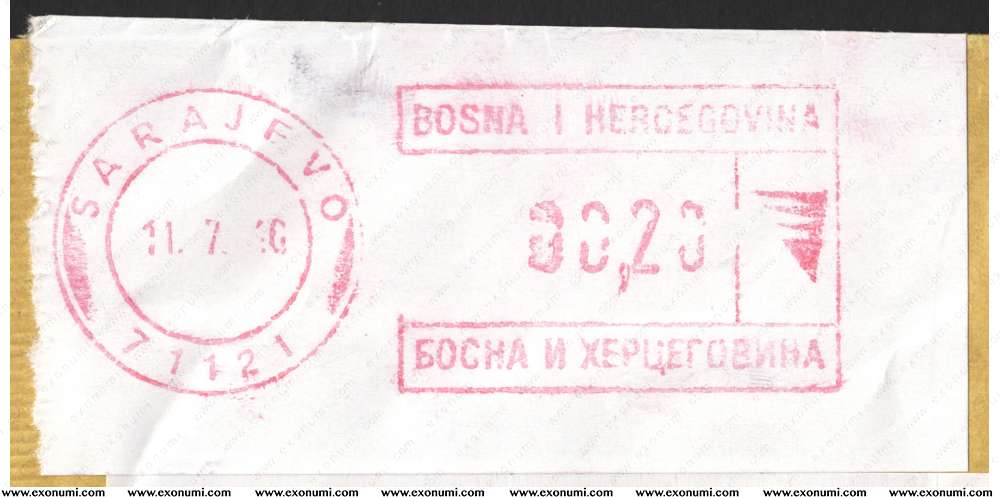 SARAJEVO
11. 7. 16
71121
BOSNA I HERCEGOVINA
00,20
БОСНА И ХЕРЦЕГОВИНА
www.exonumi.com www.exonumi.com www.exonumi.com www.exonumi.com www.exonumi.com www.exonumi.com www.exonumi.com www.exonumi.com